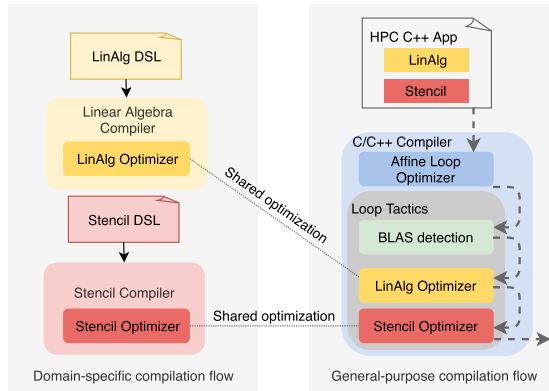 LinAlg DSL
Linear Algebra
Compiler
LinAlg Optimizer
Stencil DSL
Stencil Compiler
Stencil Optimizer
Domain-specific compilation flow
Shared optimization
Shared optimization
HPC C++ App
LinAlg
Stencil
C/C++ Compiler
Affine Loop
Optimizer
Loop Tactics
BLAS detection
LinAlg Optimizer
Stencil Optimizer
General-purpose compilation flow